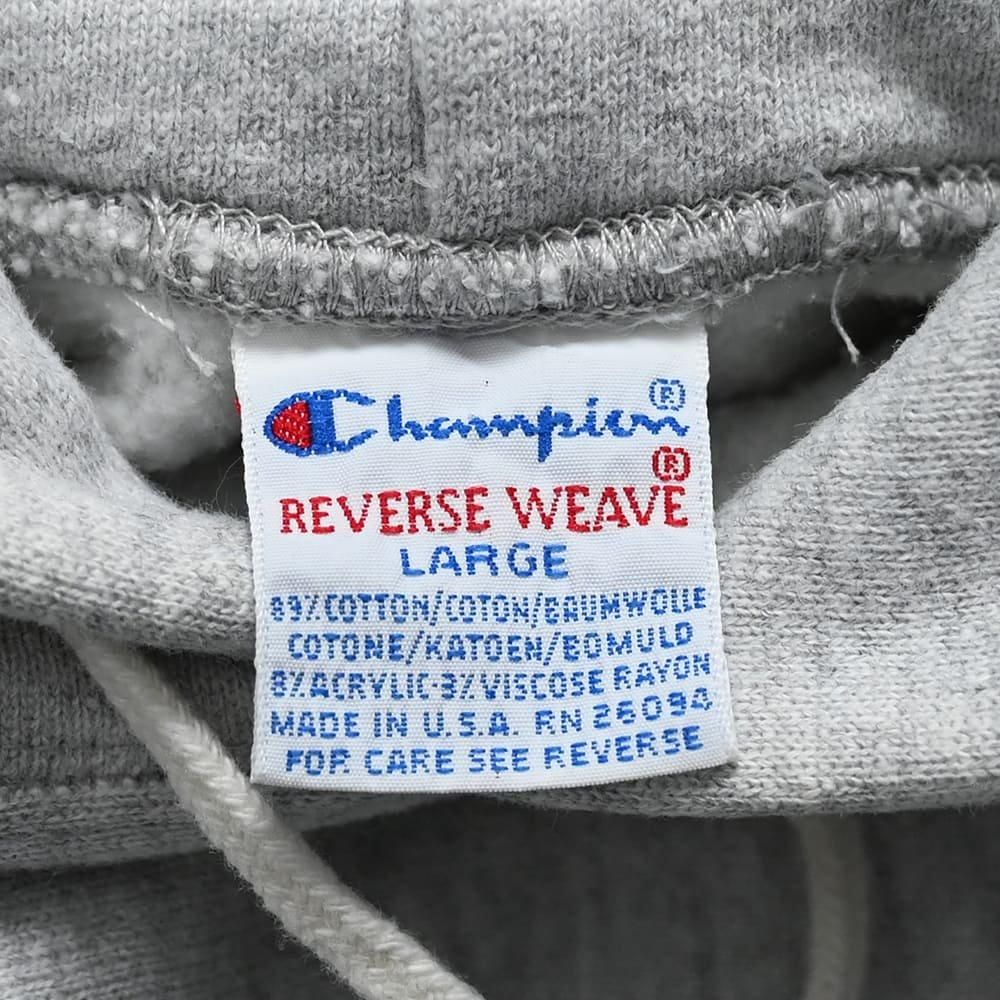 Champion ®
REVERSE WEAVE ®
LARGE
89% COTTON/COTON/BAUMWOLLE
COTONE/KATOEN/BOMULD
8% ACRYLIC-3% VISCOSE RAYON
MADE IN U.S.A. RN 26094
FOR CARE SEE REVERSE